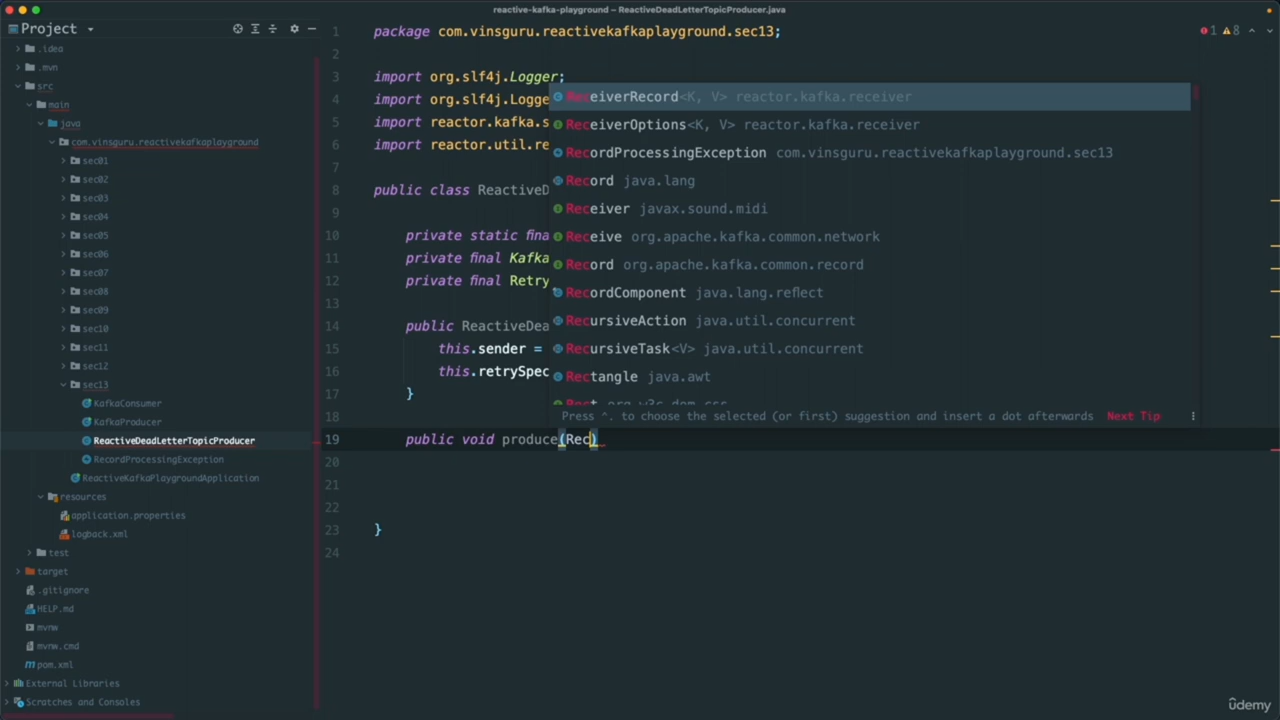 reactive-kafka-playground – ReactiveDeadLetterTopicProducer.java
Project
.idea
.mvn
src
main
java
com.vinsguru.reactivekafkaplayground
sec01
sec02
sec03
sec04
sec05
sec06
sec07
sec08
sec09
sec10
sec11
sec12
sec13
KafkaConsumer
KafkaProducer
ReactiveDeadLetterTopicProducer
RecordProcessingException
ReactiveKafkaPlaygroundApplication
resources
application.properties
logback.xml
test
target
.gitignore
HELP.md
mvnw
mvnw.cmd
pom.xml
External Libraries
Scratches and Consoles
1 8
1 package com.vinsguru.reactivekafkaplayground.sec13;
2
3 import org.slf4j.Logger;
4 import org.slf4j.Logge
5 import reactor.kafka.s
6 import reactor.util.re
7
8 public class ReactiveD
9
10 private static fina
11 private final Kafka
12 private final Retry
13
14 public ReactiveDea
15 this.sender =
16 this.retrySpec
17 }
18
19 public void produce(Rec)
20
21
22
23 }
24
ReceiverRecord<K, V> reactor.kafka.receiver
ReceiverOptions<K, V> reactor.kafka.receiver
RecordProcessingException com.vinsguru.reactivekafkaplayground.sec13
Record java.lang
Receiver javax.sound.midi
Receive org.apache.kafka.common.network
Record org.apache.kafka.common.record
RecordComponent java.lang.reflect
RecursiveAction java.util.concurrent
RecursiveTask<V> java.util.concurrent
Rectangle java.awt
Rect org.w3c.dom.css
Press ^. to choose the selected (or first) suggestion and insert a dot afterwards Next Tip
ûdemy